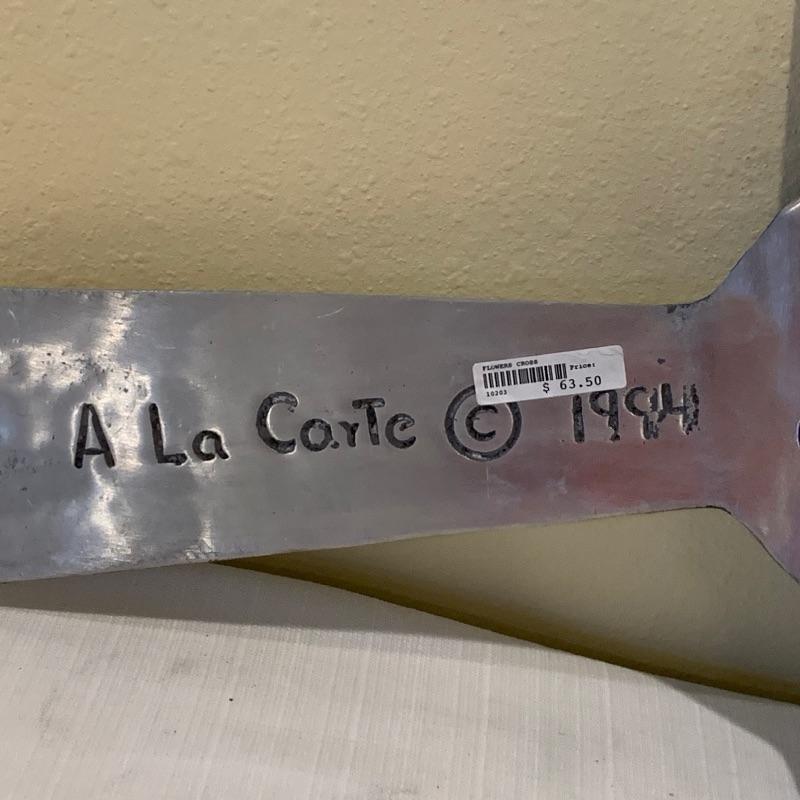 FLOWERS CROSS
Price:
10203
$ 63.50
A La Carte © 1994